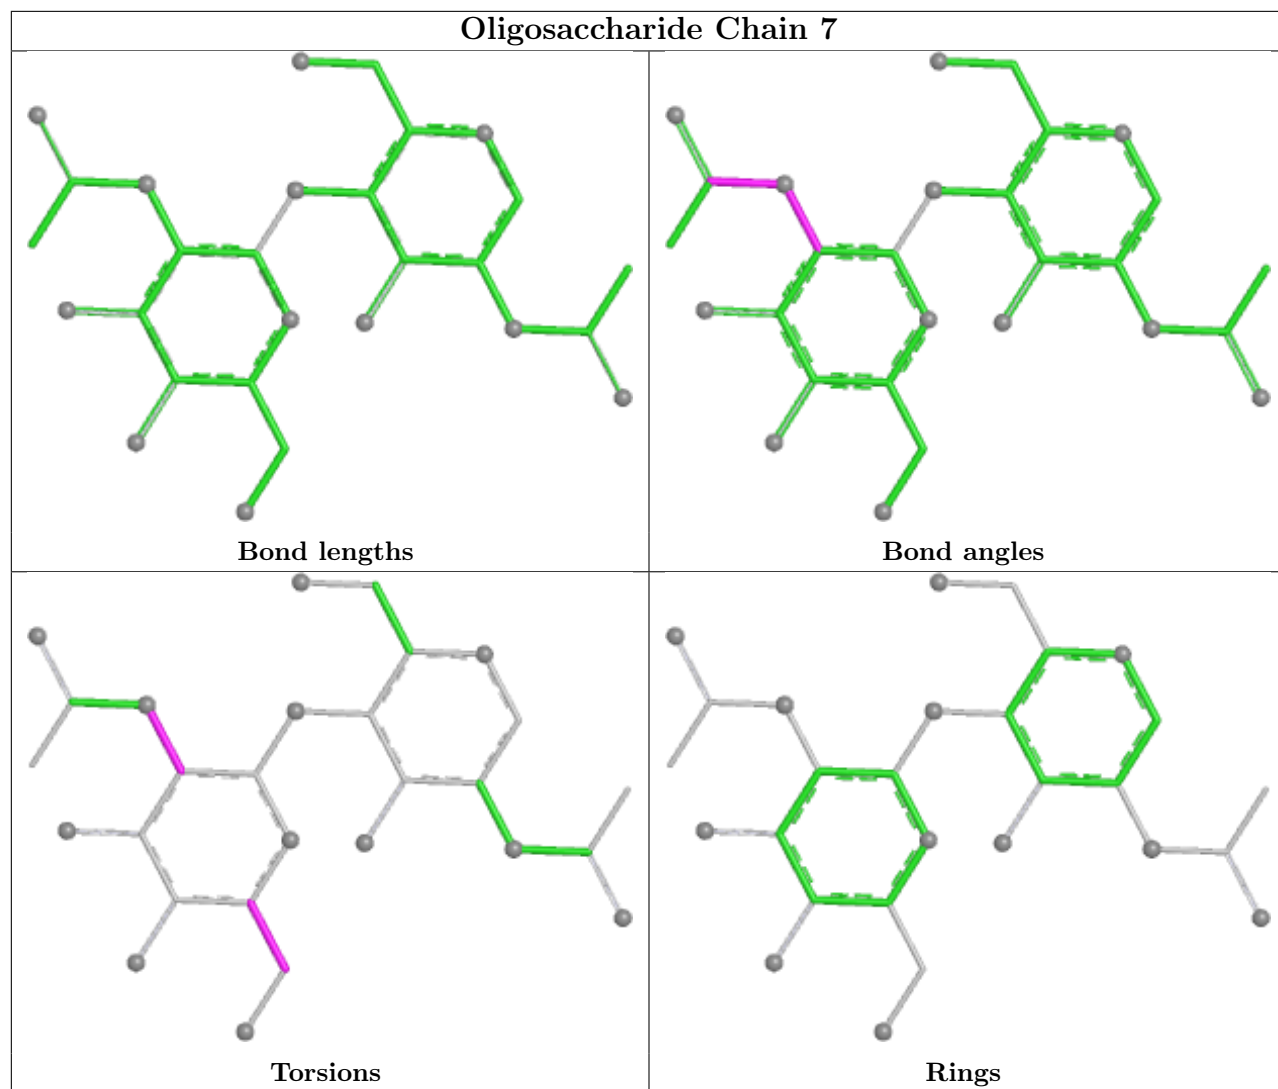 Oligosaccharide Chain 7
Bond lengths
Bond angles
Torsions
Rings